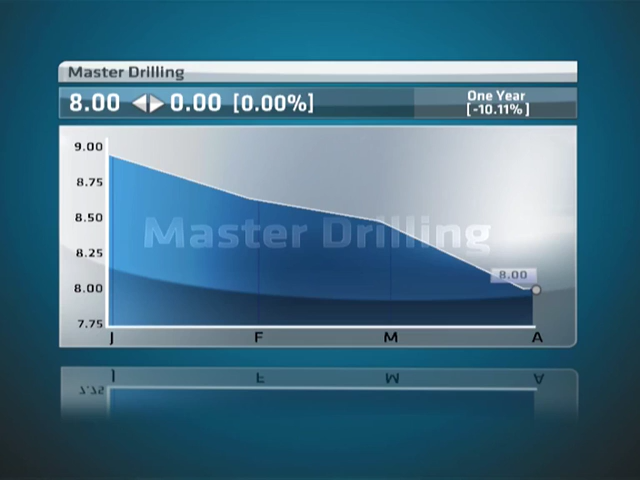 Master Drilling
8.00 ◀▶ 0.00 [0.00%]
One Year
[-10.11%]
9.00
8.75
8.50
8.25
8.00
7.75
Master Drilling
8.00
J F M A